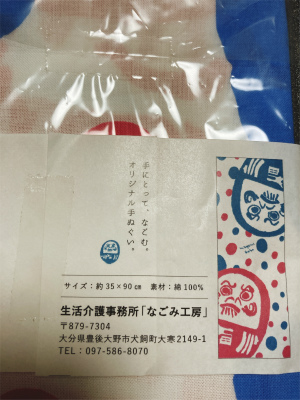 手にとって、なごむ。
オリジナル手ぬぐい。
サイズ：約35×90㎝　素材：綿100%
生活介護事務所「なごみ工房」
〒879-7304
大分県豊後大野市犬飼町大寒2149-1
TEL：097-586-8070